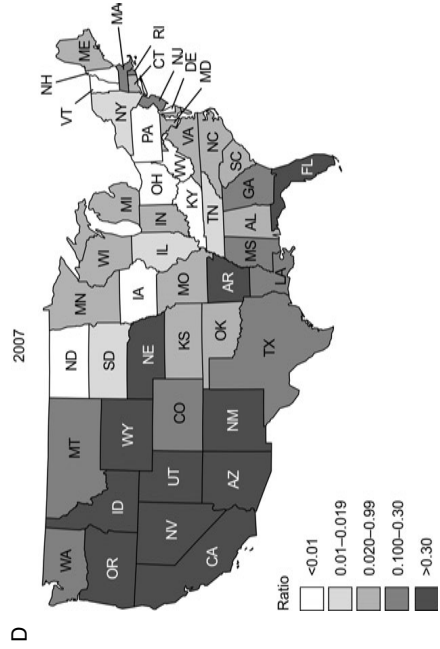 D
2007
WA
OR
CA
NV
ID
MT
WY
UT
AZ
CO
NM
ND
SD
NE
KS
OK
TX
MN
IA
MO
AR
LA
WI
IL
MI
IN
OH
KY
TN
MS
AL
GA
FL
SC
NC
VA
WV
PA
NY
VT
NH
ME
MA
RI
CT
NJ
DE
MD
Ratio
<0.01
0.01–0.019
0.020–0.99
0.100–0.30
>0.30